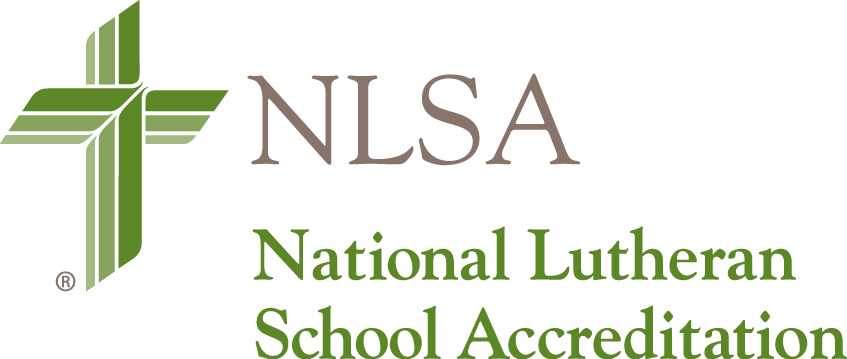 NLSA
National Lutheran
School Accreditation
®